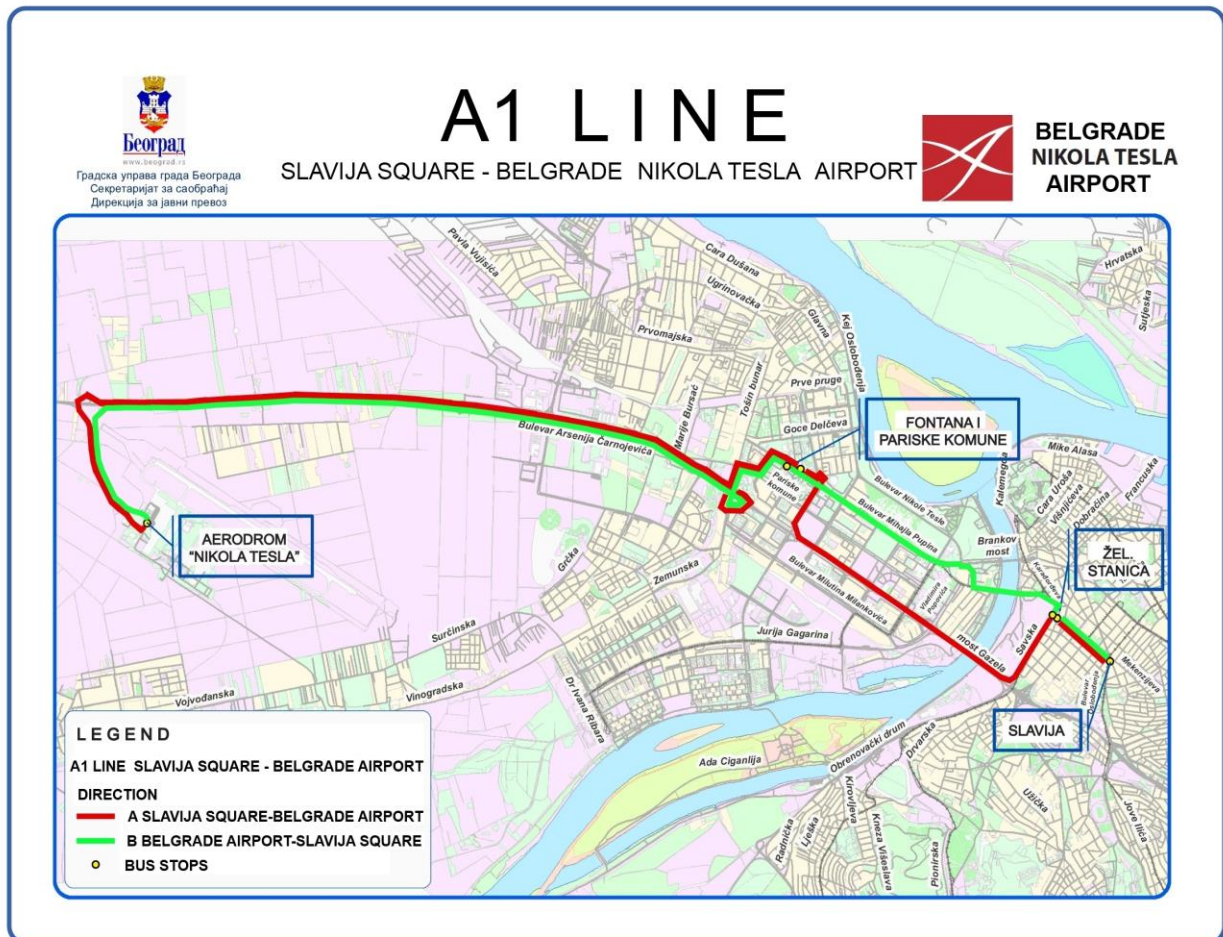 Београд
www.beograd.rs
Градска управа града Београда
Секретаријат за саобраћај
Дирекција за јавни превоз
A1 LINE
SLAVIJA SQUARE - BELGRADE NIKOLA TESLA AIRPORT
BELGRADE
NIKOLA TESLA
AIRPORT
Pavla Vujisića
Cara Dušana
Ugrinovačka
Glavna
Kej Oslobođenja
Hrvatska
Sutjeska
Prvomajska
Tošin bunar
Prve pruge
Marije Bursać
Goce Delčeva
FONTANA I
PARISKE KOMUNE
Bulevar Arsenija Čarnojevića
Pariske
komune
Bulevar Nikole Tesle
Bulevar Mihajla Pupina
Kalemegdan
Mike Alasa
Cara Uroša
Višnjićeva
Dobračina
Francuska
AERODROM
“NIKOLA TESLA”
Grčka
Zemunska
Brankov
most
ŽEL.
STANICA
Karađorđeva
Bulevar Milutina Milankovića
Vladimira
Popovića
Surčinska
Jurija Gagarina
most Gazela
Savska
Mekenzijeva
Bulevar
Oslobođenja
Vojvođanska
Vinogradska
Dr Ivana Ribara
SLAVIJA
Ada Ciganlija
Obrenovački drum
Drvarska
Užička
Radnička
Lješka
Kirovljeva
Kneza Višeslava
Pionirska
Jove Ilića
LEGEND
A1 LINE SLAVIJA SQUARE - BELGRADE AIRPORT
DIRECTION
A SLAVIJA SQUARE-BELGRADE AIRPORT
B BELGRADE AIRPORT-SLAVIJA SQUARE
BUS STOPS